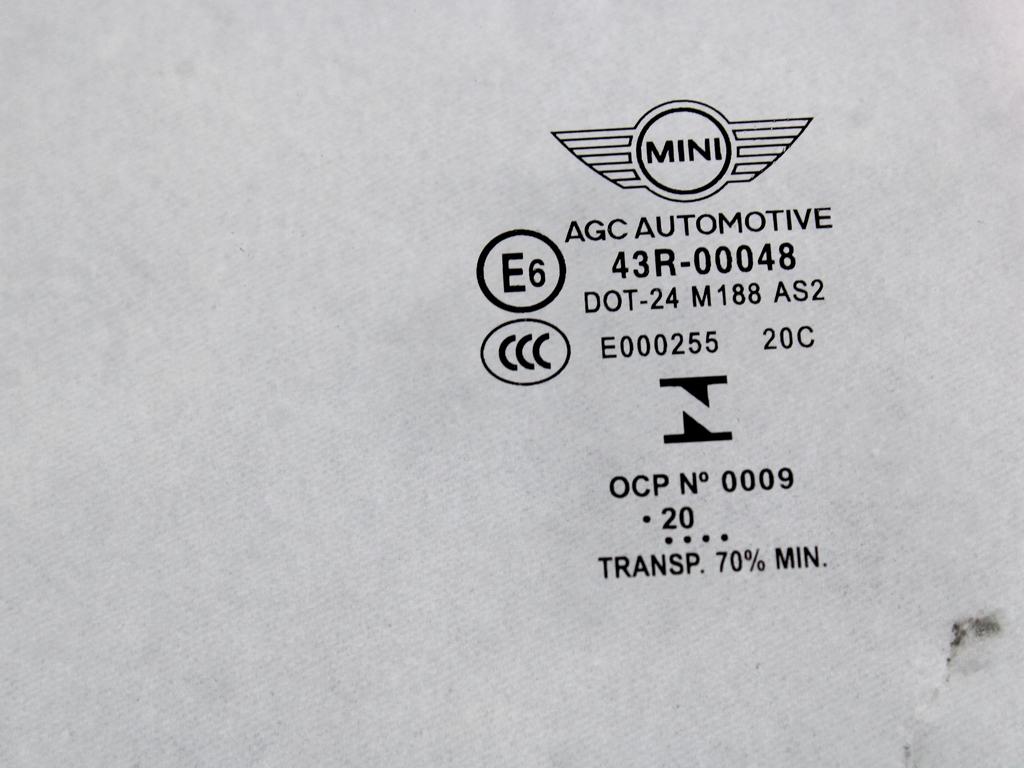 MINI
AGC AUTOMOTIVE
E6 43R-00048
DOT-24 M188 AS2
CCC E000255 20C
OCP Nº 0009
· 20
....
TRANSP. 70% MIN.